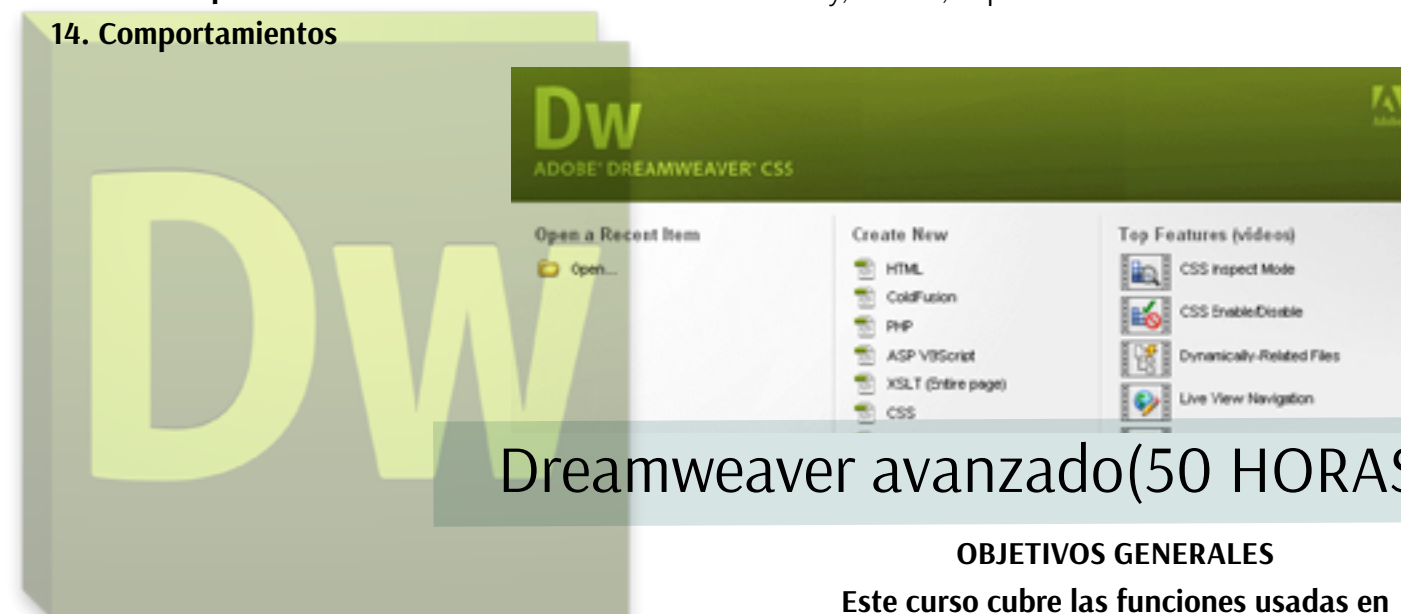 14. Comportamientos
Dw
Dw
ADOBE® DREAMWEAVER® CS5
Adobe
Open a Recent Item
Open...
Create New
HTML
ColdFusion
PHP
ASP VBScript
XSLT (Entire page)
CSS
Top Features (videos)
CSS Inspect Mode
CSS Enable/Disable
Dynamically-Related Files
Live View Navigation
Dreamweaver avanzado(50 HORAS
OBJETIVOS GENERALES
Este curso cubre las funciones usadas en